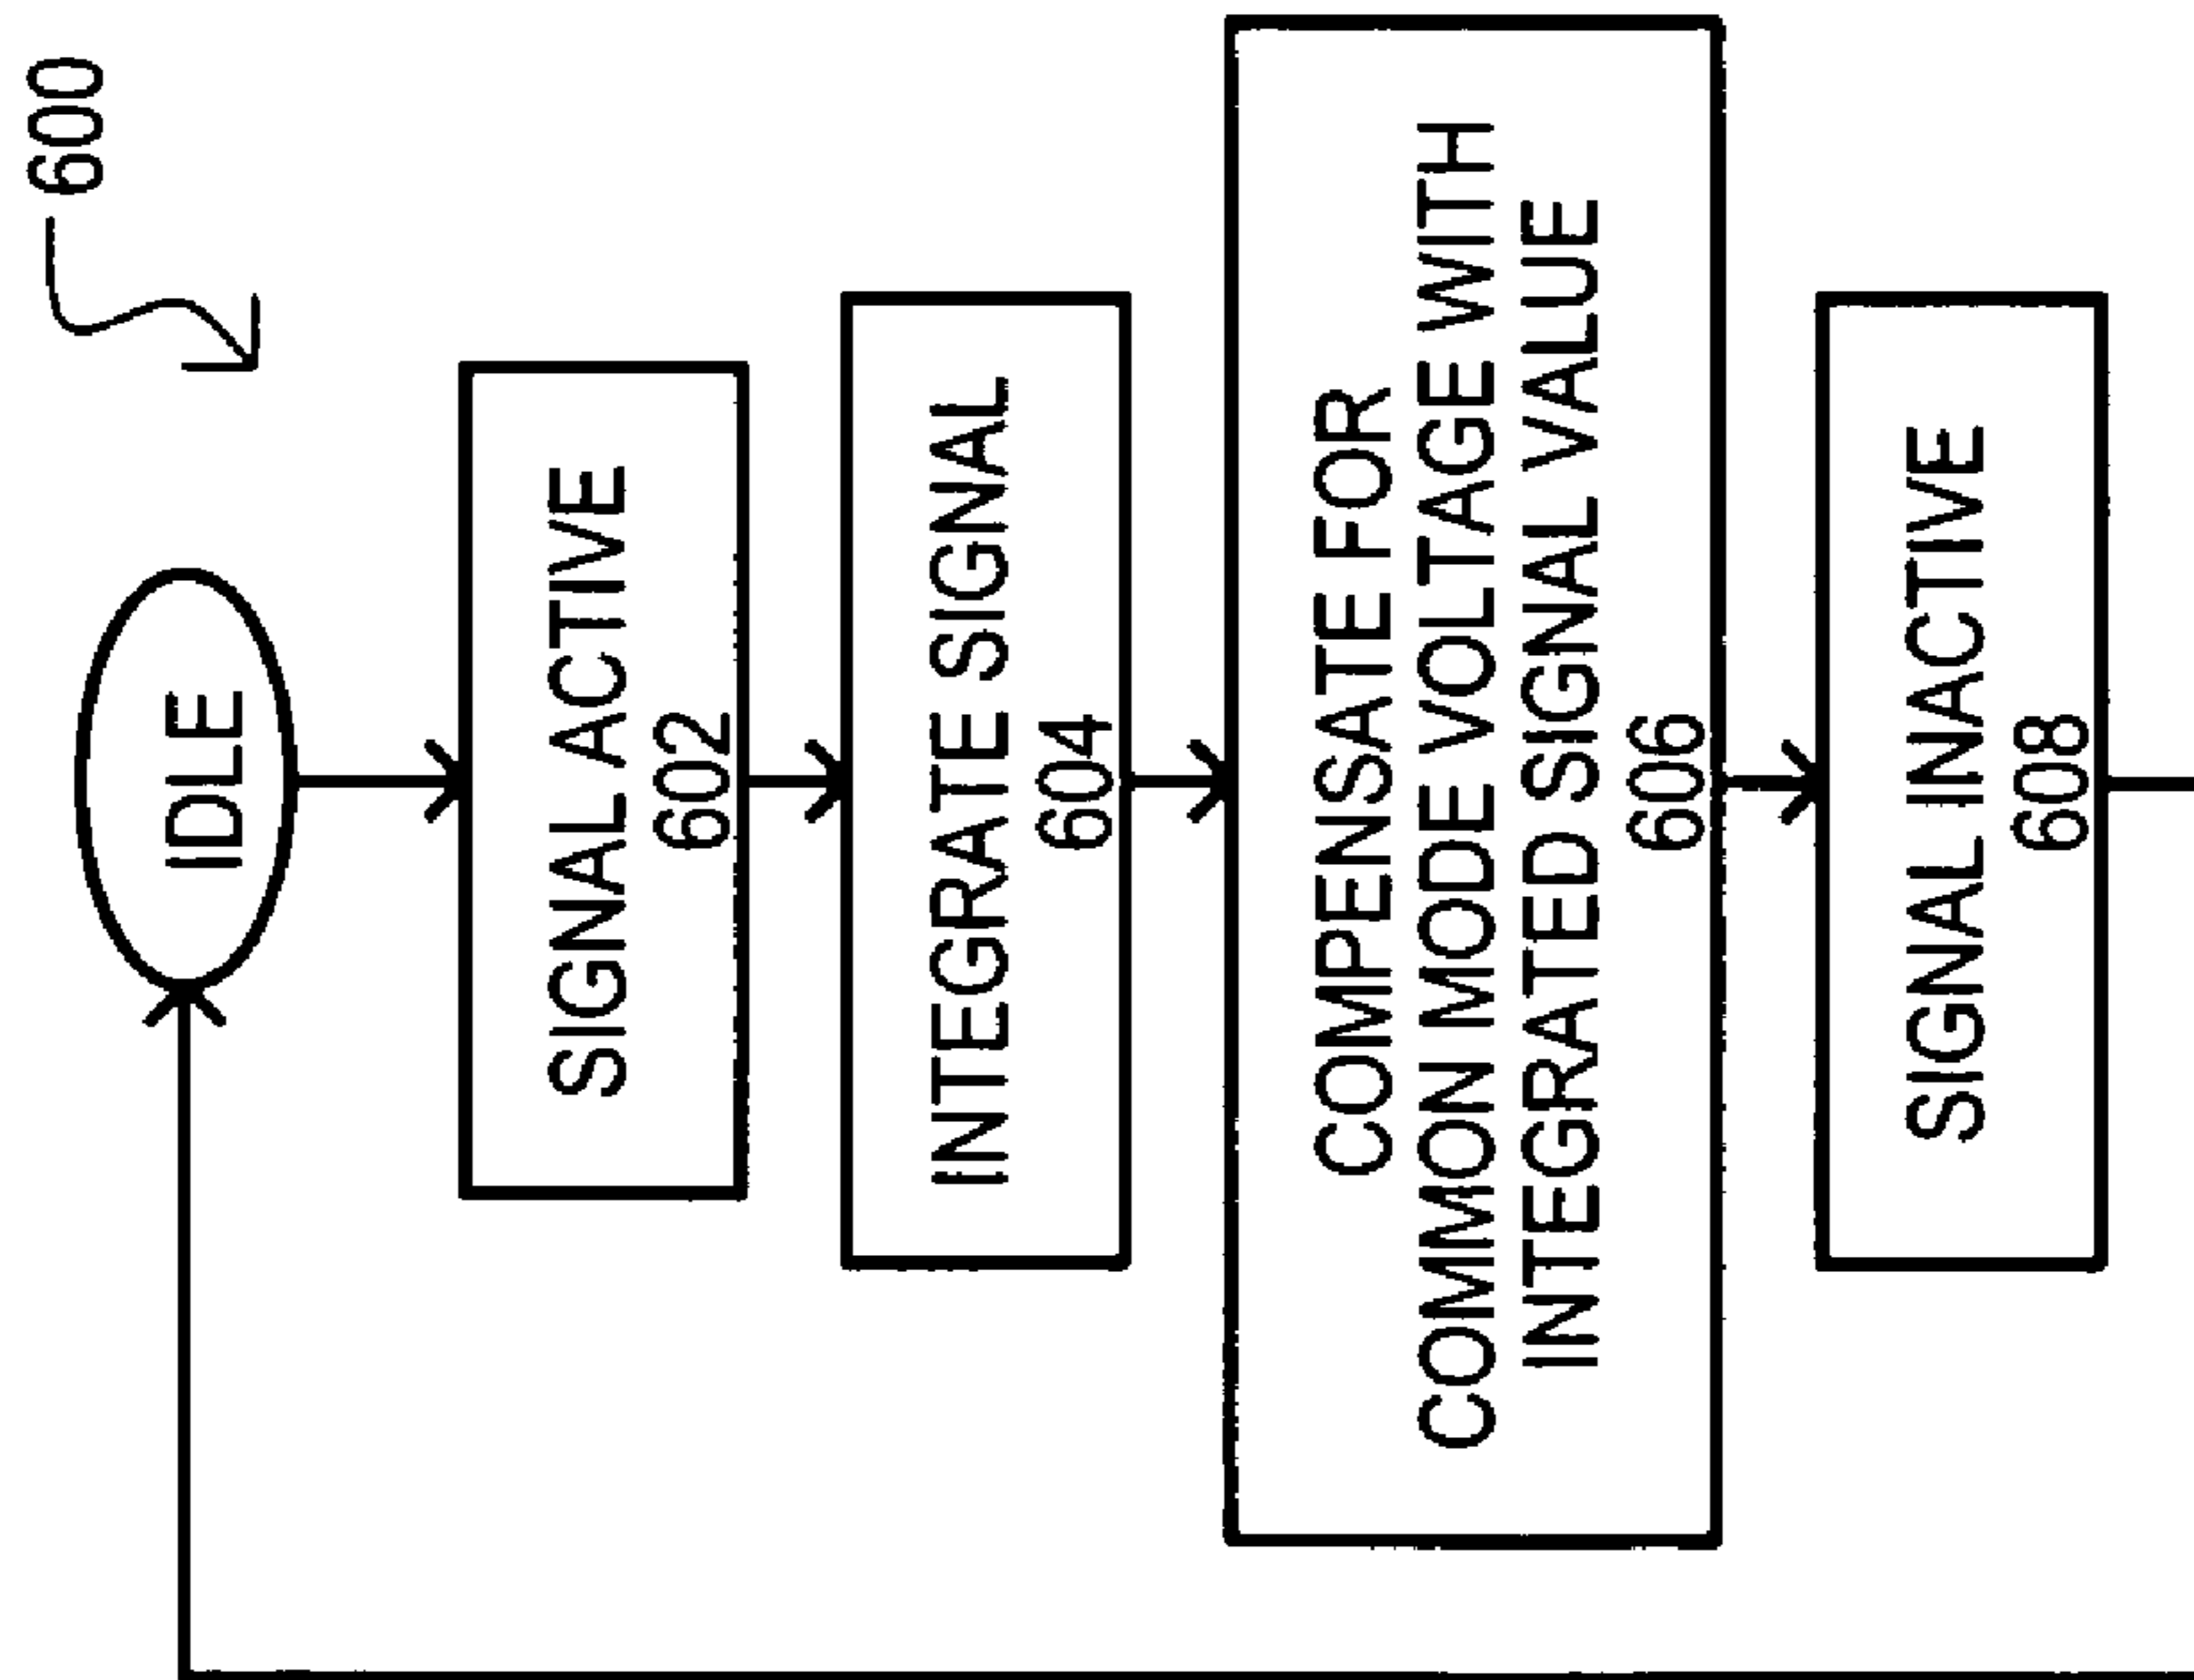 600
IDLE
SIGNAL ACTIVE
602
INTEGRATE SIGNAL
604
COMPENSATE FOR
COMMON MODE VOLTAGE WITH
INTEGRATED SIGNAL VALUE
606
SIGNAL INACTIVE
608